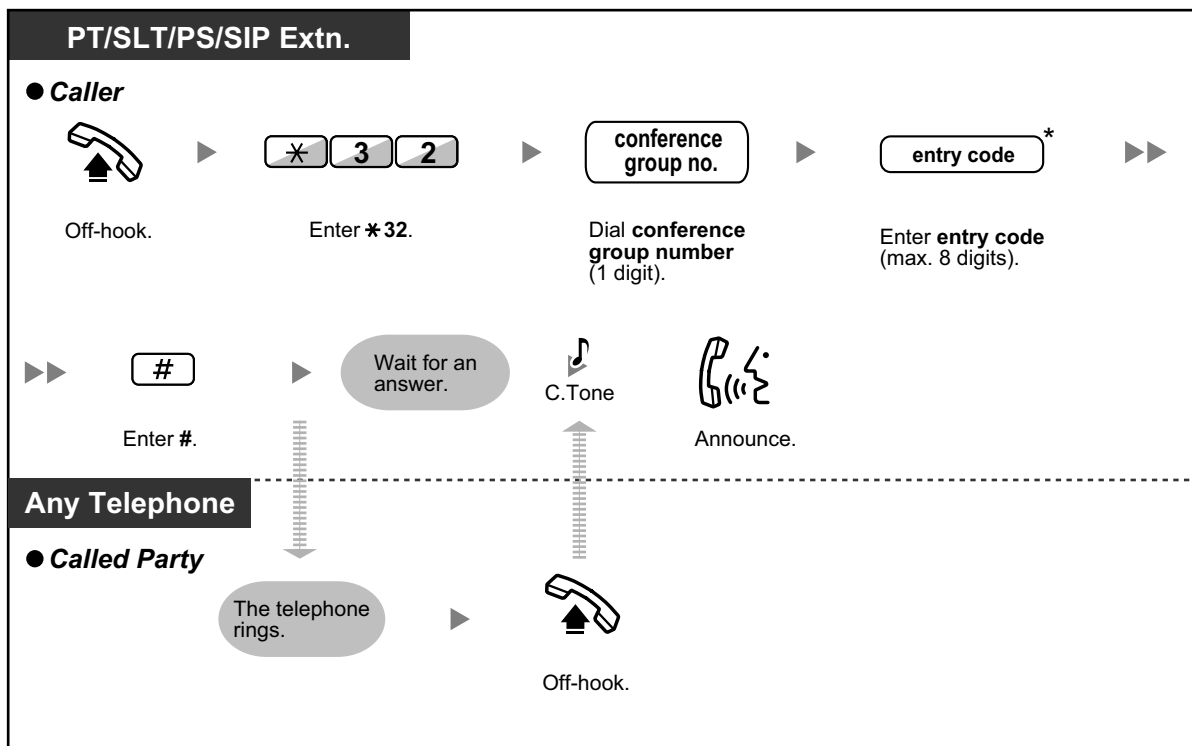 PT/SLT/PS/SIP Extn.
● Caller
* 3 2
conference
group no.
entry code*
Off-hook.
Enter *32.
Dial conference
group number
(1 digit).
Enter entry code
(max. 8 digits).
#
Wait for an
answer.
C.Tone
Enter #.
Announce.
Any Telephone
● Called Party
The telephone
rings.
Off-hook.